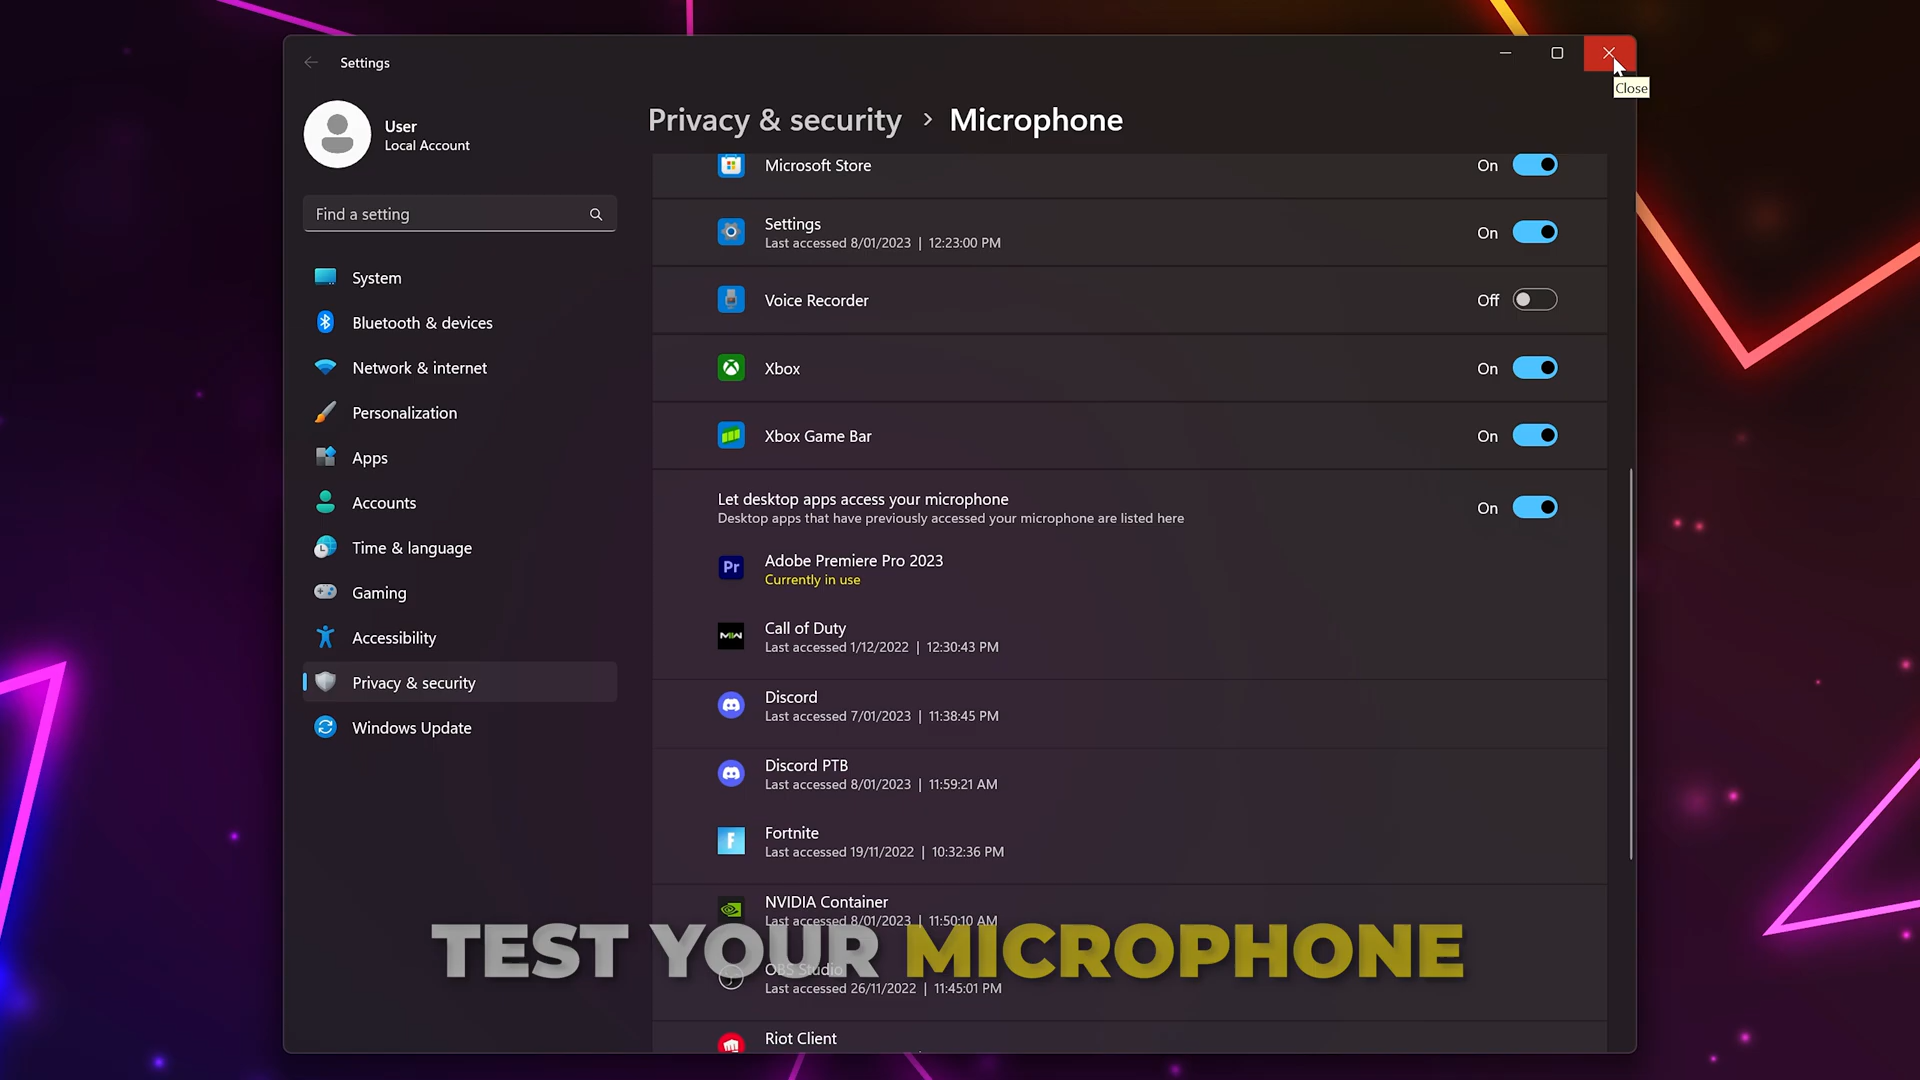 Settings
Close
User
Local Account
Find a setting
System
Bluetooth & devices
Network & internet
Personalization
Apps
Accounts
Time & language
Gaming
Accessibility
Privacy & security
Windows Update
Privacy & security > Microphone
Microsoft Store
On
Settings
Last accessed 8/01/2023 | 12:23:00 PM
On
Voice Recorder
Off
Xbox
On
Xbox Game Bar
On
Let desktop apps access your microphone
Desktop apps that have previously accessed your microphone are listed here
On
Pr
Adobe Premiere Pro 2023
Currently in use
MW
Call of Duty
Last accessed 1/12/2022 | 12:30:43 PM
Discord
Last accessed 7/01/2023 | 11:38:45 PM
Discord PTB
Last accessed 8/01/2023 | 11:59:21 AM
F
Fortnite
Last accessed 19/11/2022 | 10:32:36 PM
NVIDIA Container
Last accessed 8/01/2023 | 11:50:10 AM
TEST YOUR MICROPHONE
OBS Studio
Last accessed 26/11/2022 | 11:45:01 PM
Riot Client